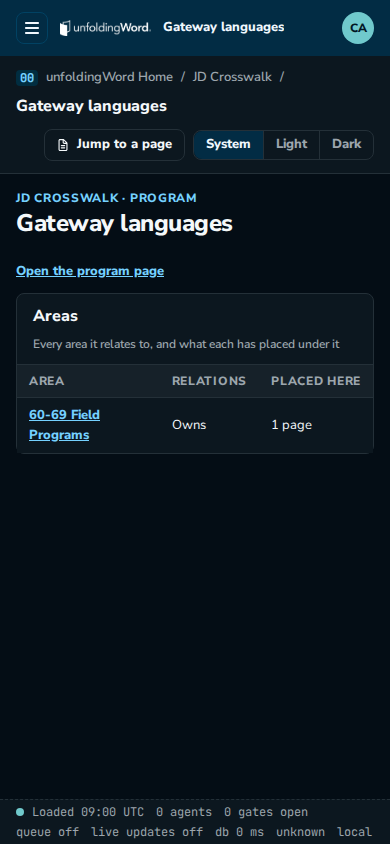 unfoldingWord. Gateway languages CA
00 unfoldingWord Home / JD Crosswalk /
Gateway languages
Jump to a page System Light Dark
JD CROSSWALK · PROGRAM
Gateway languages
Open the program page
Areas
Every area it relates to, and what each has placed under it
AREA RELATIONS PLACED HERE
60-69 Field
Programs Owns 1 page
Loaded 09:00 UTC 0 agents 0 gates open
queue off live updates off db 0 ms unknown local